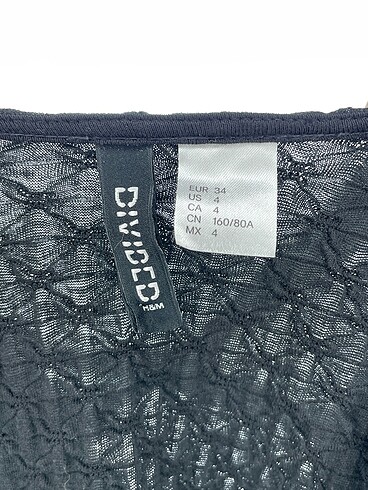 DIVIDED
H&M
EUR 34
US 4
CA 4
CN 160/80A
MX 4